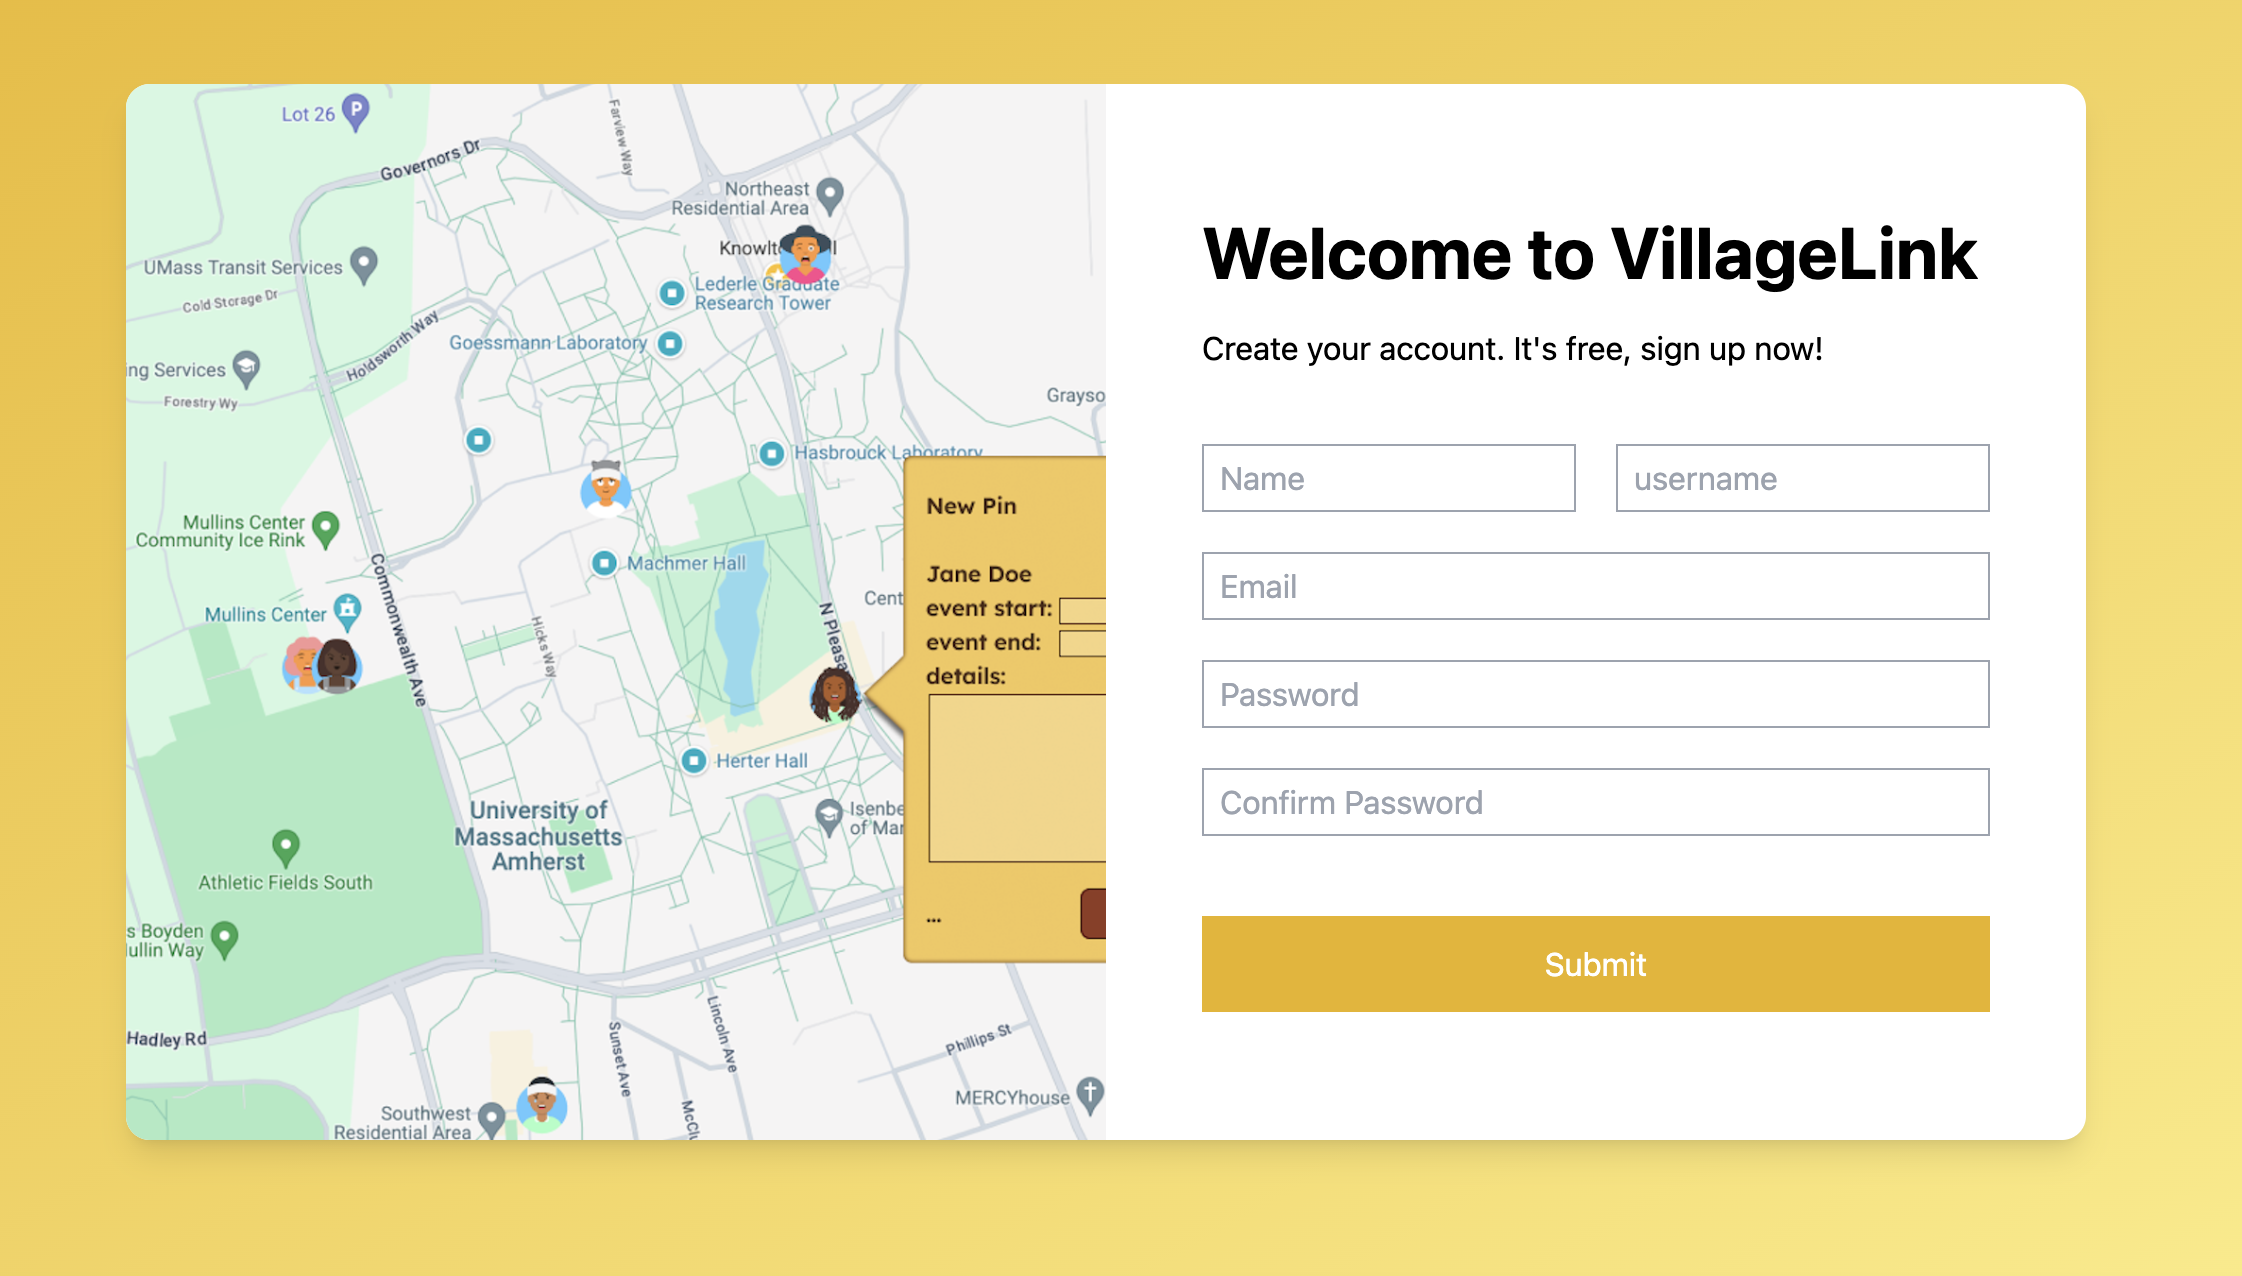 Lot 26
P
Governors Dr
Farview Way
Northeast
Residential Area
UMass Transit Services
Cold Storage Dr
Holdsworth Way
Lederle Graduate
Research Tower
Goessmann Laboratory
ing Services
Forestry Wy
Grayso
Hasbrouck Laboratory
Mullins Center
Community Ice Rink
Commonwealth Ave
Machmer Hall
Mullins Center
Hicks Way
Cent
N Pleasa
New Pin
Jane Doe
event start:
event end:
details:
...
Herter Hall
Isenbe
of Mar
University of
Massachusetts
Amherst
Athletic Fields South
s Boyden
ullin Way
Hadley Rd
Sunset Ave
Lincoln Ave
Phillips St
MERCYhouse
McClu
Southwest
Residential Area
Welcome to VillageLink
Create your account. It's free, sign up now!
Name
username
Email
Password
Confirm Password
Submit